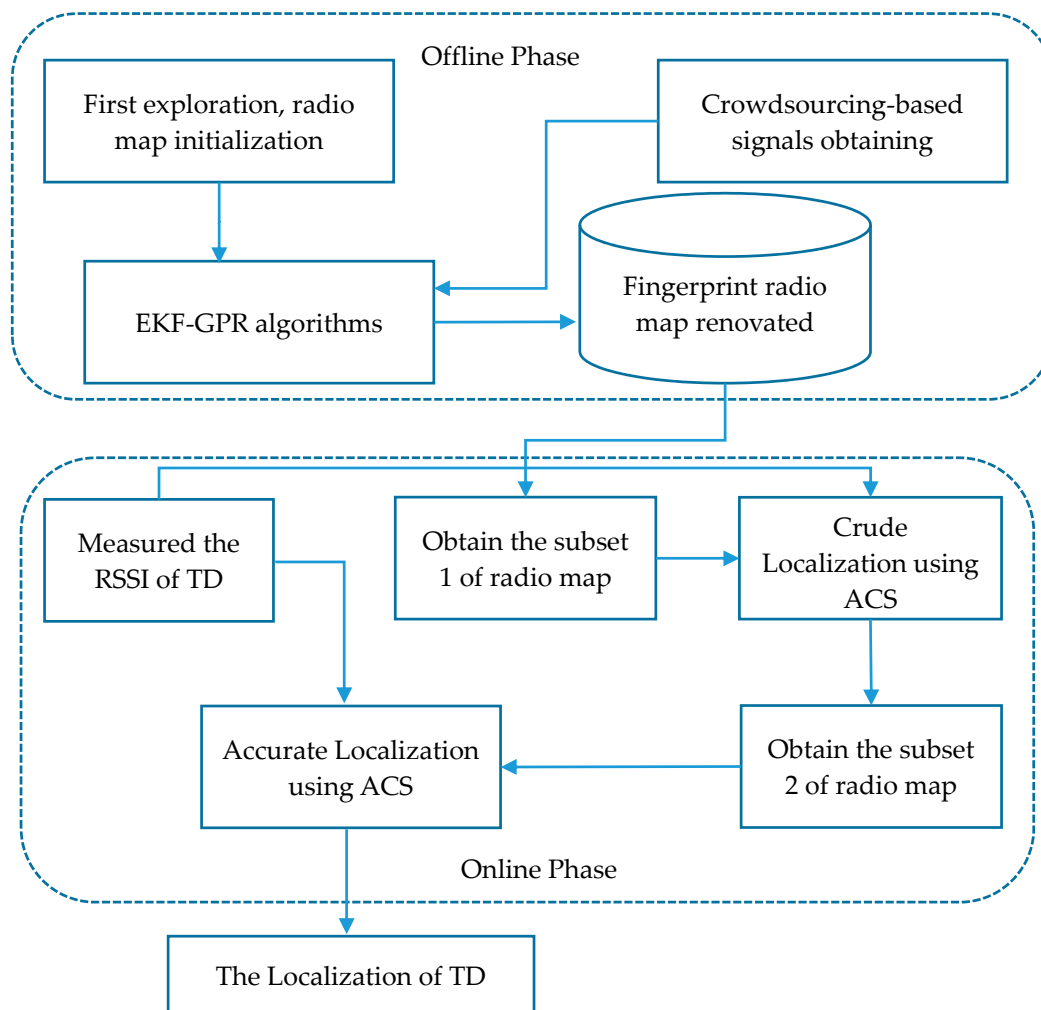 Offline Phase
First exploration, radio
map initialization
Crowdsourcing-based
signals obtaining
EKF-GPR algorithms
Fingerprint radio
map renovated
Measured the
RSSI of TD
Obtain the subset
1 of radio map
Crude
Localization using
ACS
Accurate Localization
using ACS
Obtain the subset
2 of radio map
Online Phase
The Localization of TD